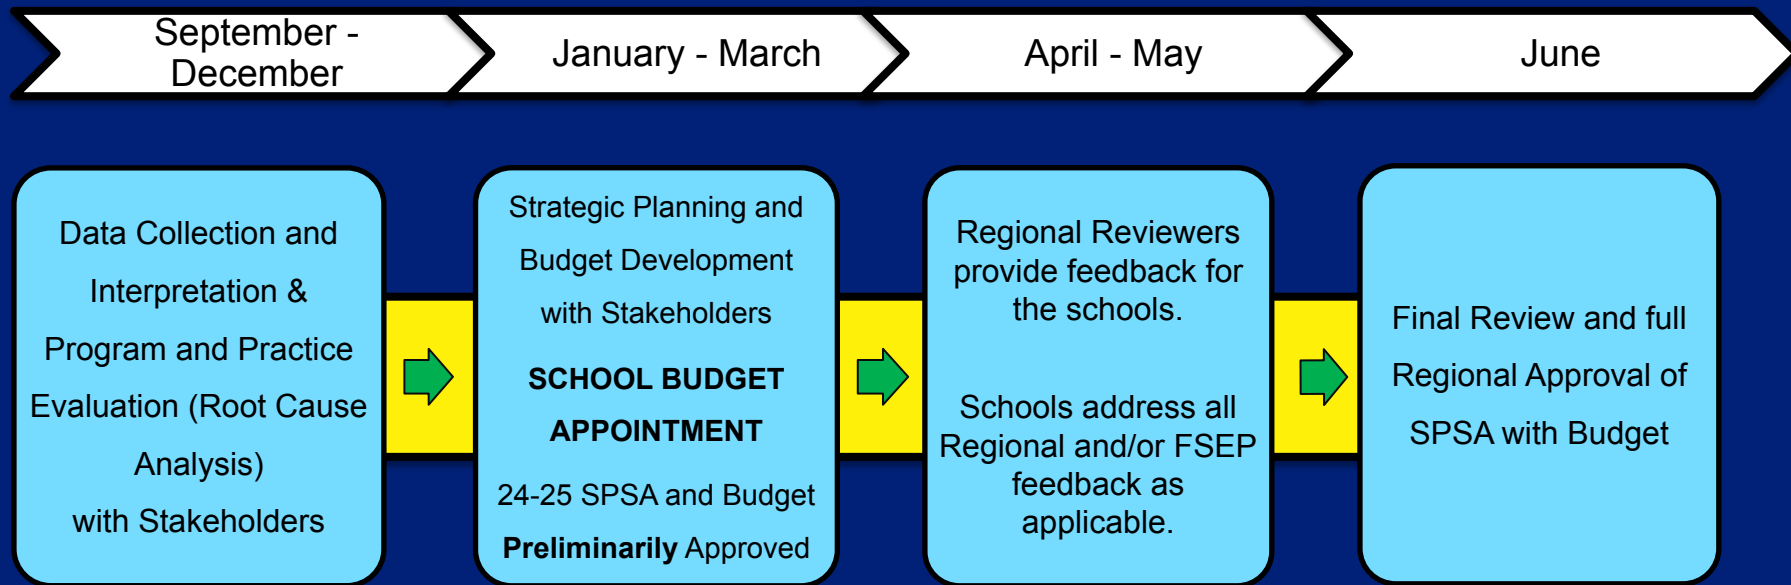 September -
December
January - March
April - May
June
Data Collection and
Interpretation &
Program and Practice
Evaluation (Root Cause
Analysis)
with Stakeholders
Strategic Planning and
Budget Development
with Stakeholders
SCHOOL BUDGET
APPOINTMENT
24-25 SPSA and Budget
Preliminarily Approved
Regional Reviewers
provide feedback for
the schools.
Schools address all
Regional and/or FSEP
feedback as
applicable.
Final Review and full
Regional Approval of
SPSA with Budget